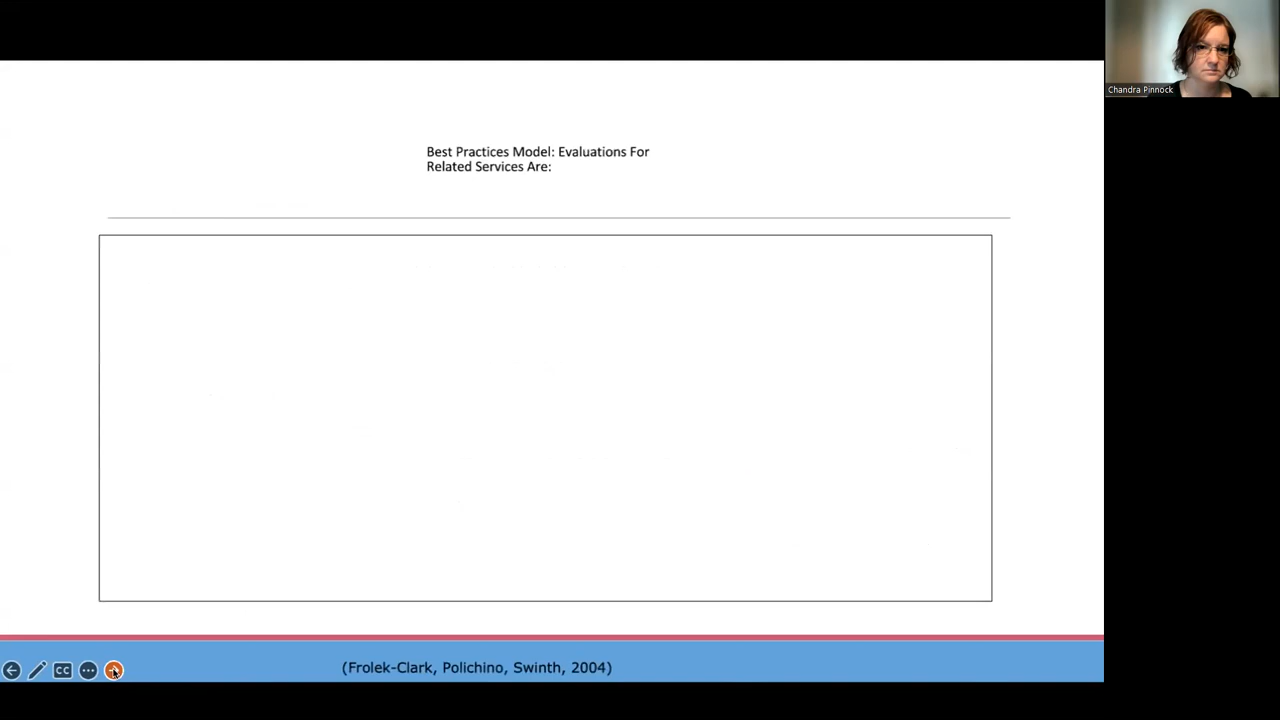 Chandra Pinnock
Best Practices Model: Evaluations For
Related Services Are:
CC
(Frolek-Clark, Polichino, Swinth, 2004)